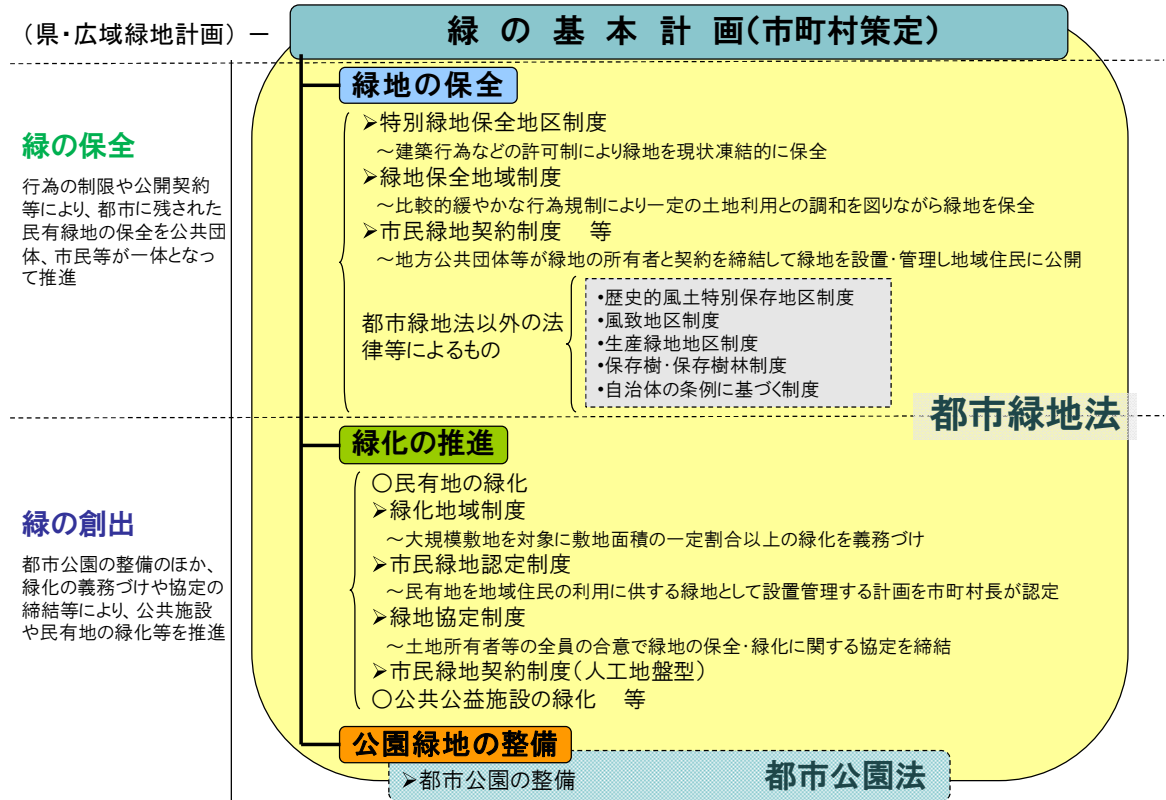 （県・広域緑地計画）－
緑の基本計画（市町村策定）
緑の保全
行為の制限や公開契約
等により、都市に残された
民有緑地の保全を公共団
体、市民等が一体となっ
て推進
緑地の保全
➢特別緑地保全地区制度
～建築行為などの許可制により緑地を現状凍結的に保全
➢緑地保全地域制度
～比較的緩やかな行為規制により一定の土地利用との調和を図りながら緑地を保全
➢市民緑地契約制度　等
～地方公共団体等が緑地の所有者と契約を締結して緑地を設置・管理し地域住民に公開
都市緑地法以外の法
律等によるもの
•歴史的風土特別保存地区制度
•風致地区制度
•生産緑地地区制度
•保存樹・保存樹林制度
•自治体の条例に基づく制度
都市緑地法
緑の創出
都市公園の整備のほか、
緑化の義務づけや協定の
締結等により、公共施設
や民有地の緑化等を推進
緑化の推進
○民有地の緑化
➢緑化地域制度
～大規模敷地を対象に敷地面積の一定割合以上の緑化を義務づけ
➢市民緑地認定制度
～民有地を地域住民の利用に供する緑地として設置管理する計画を市町村長が認定
➢緑地協定制度
～土地所有者等の全員の合意で緑地の保全・緑化に関する協定を締結
➢市民緑地契約制度（人工地盤型）
○公共公益施設の緑化　等
公園緑地の整備
➢都市公園の整備
都市公園法